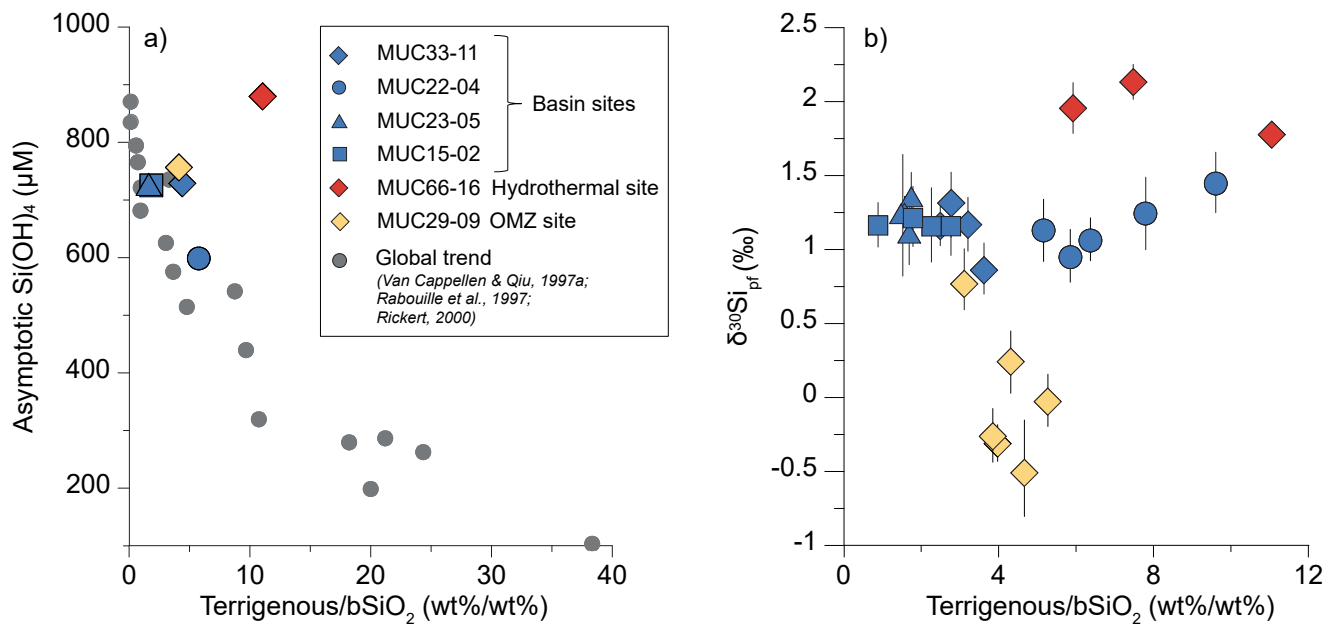 a)
1000
800
600
400
200
Asymptotic Si(OH)₄ (µM)
0 10 20 30 40
Terrigenous/bSiO₂ (wt%/wt%)
MUC33-11
MUC22-04
MUC23-05
MUC15-02
Basin sites
MUC66-16 Hydrothermal site
MUC29-09 OMZ site
Global trend
(Van Cappellen & Qiu, 1997a;
Rabouille et al., 1997;
Rickert, 2000)
b)
2.5
2
1.5
1
0.5
0
-0.5
-1
δ³⁰Si_pf (‰)
0 4 8 12
Terrigenous/bSiO₂ (wt%/wt%)